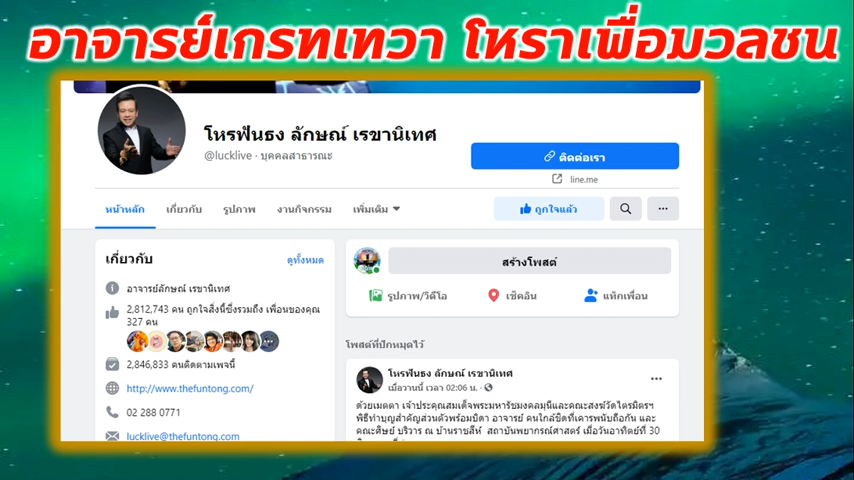 อาจารย์เกรทเทวา โหราเพื่อมวลชน
โหรฟันธง ลักษณ์ เรขานิเทศ
@lucklive · บุคคลสาธารณะ
ติดต่อเรา
line.me
หน้าหลัก เกี่ยวกับ รูปภาพ งานกิจกรรม เพิ่มเติม ถูกใจแล้ว
เกี่ยวกับ ดูทั้งหมด
อาจารย์ลักษณ์ เรขานิเทศ
2,812,743 คน ถูกใจสิ่งนี้ซึ่งรวมถึง เพื่อนของคุณ
327 คน
2,846,833 คนติดตามเพจนี้
http://www.thefuntong.com/
02 288 0771
lucklive@thefuntong.com
สร้างโพสต์
รูปภาพ/วิดีโอ เช็คอิน แท็กเพื่อน
โพสต์ที่ปักหมุดไว้
โหรฟันธง ลักษณ์ เรขานิเทศ
เมื่อวานนี้ เวลา 02:06 น. ·
ด้วยเมตตา เจ้าประคุณสมเด็จพระมหารัชมงคลมุนีและคณะสงฆ์วัดไตรมิตรฯ
พิธีทำบุญสำคัญส่วนตัวพร้อมบิดา อาจารย์ คนใกล้ชิดที่เคารพนับถือกัน และ
คณะศิษย์ บริวาร ณ บ้านราชสีห์ สถาบันพยากรณ์ศาสตร์ เมื่อวันอาทิตย์ที่ 30